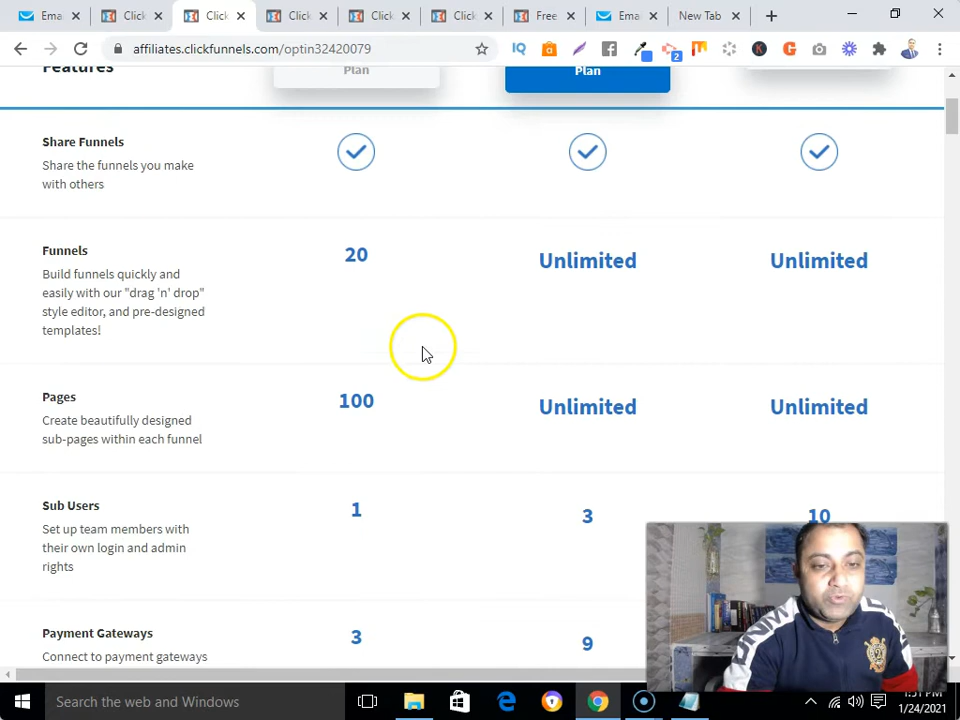 Ema
Click
Click
Click
Click
Click
Free
Ema
New Tab
affiliates.clickfunnels.com/optin32420079
2
Features
Plan
Plan
Share Funnels
Share the funnels you make
with others
Funnels
20
Unlimited
Unlimited
Build funnels quickly and
easily with our "drag 'n' drop"
style editor, and pre-designed
templates!
Pages
100
Unlimited
Unlimited
Create beautifully designed
sub-pages within each funnel
Sub Users
1
3
10
Set up team members with
their own login and admin
rights
Payment Gateways
3
9
Connect to payment gateways
Search the web and Windows
1/24/2021